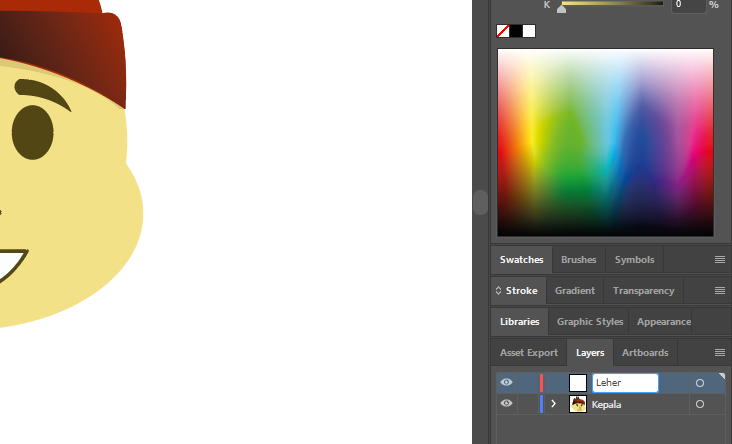 K 0 %
Swatches Brushes Symbols
Stroke Gradient Transparency
Libraries Graphic Styles Appearance
Asset Export Layers Artboards
Leher
Kepala